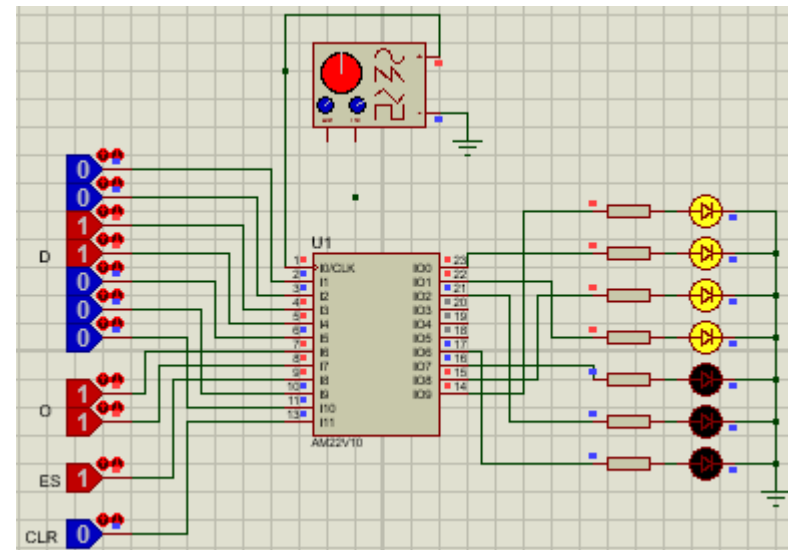 0
0
1
D 1
0
0
0
O 1
1
ES 1
CLR 0
U1
1 I0/CLK IO0 23
2 I1 IO1 22
3 I2 IO2 21
4 I3 IO3 20
5 I4 IO4 19
6 I5 IO5 18
7 I6 IO6 17
8 I7 IO7 16
9 I8 IO8 15
10 I9 IO9 14
11 I10
13 I11
AM22V10